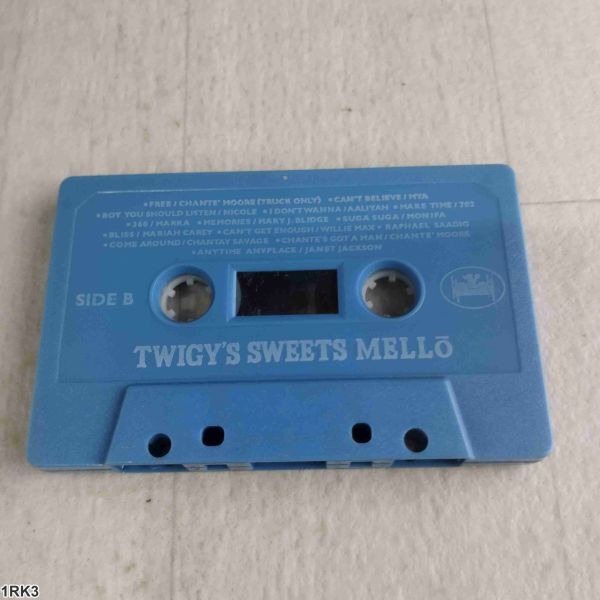 • FREE / CHANTE' MOORE (TRUCK ONLY) • CAN'T BELIEVE / MYA
• BOY YOU SHOULD LISTEN / NICOLE • I DON'T WANNA / AALIYAH • MAKE TIME / 702
• 360 / MARKA • MEMORIES / MARY J. BLIDGE • SUGA SUGA / MONIFA
• BLISS / MARIAH CAREY • CAN'T GET ENOUGH / WILLIE MAX • RAPHAEL SAADIQ
• COME AROUND / CHANTAY SAVAGE • CHANTE'S GOT A MAN / CHANTE' MOORE
• ANYTIME ANYPLACE / JANET JACKSON
SIDE B
TWIGY'S SWEETS MELLŌ
1RK3